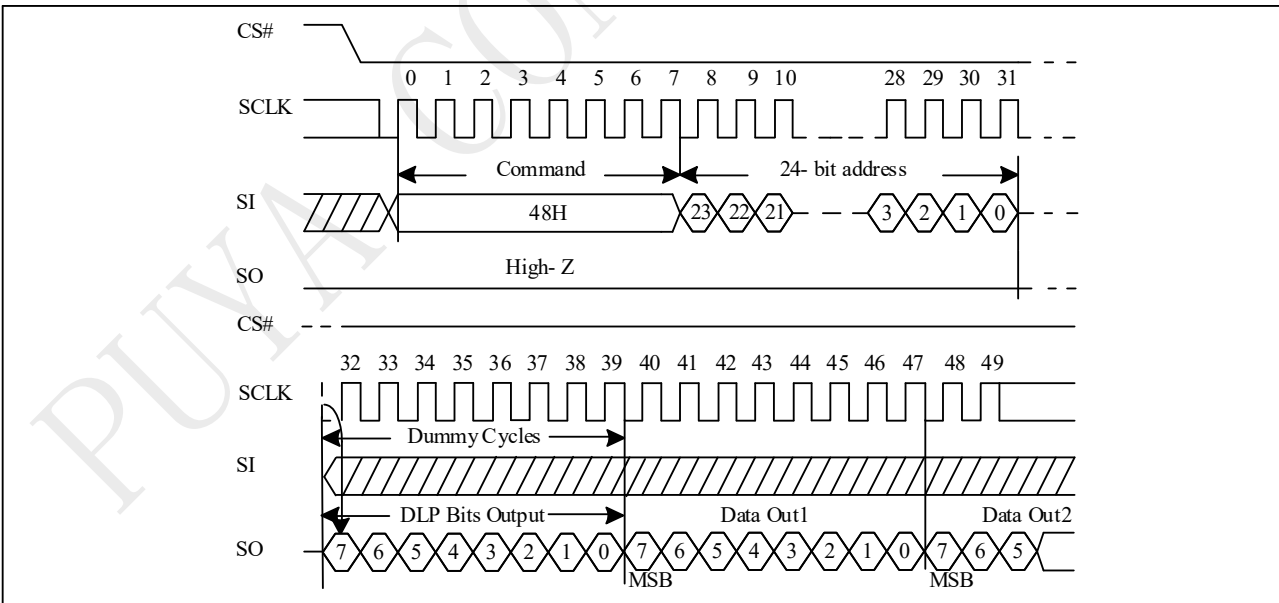 CS#
0 1 2 3 4 5 6 7 8 9 10 28 29 30 31
SCLK
Command 24- bit address
SI 48H 23 22 21 3 2 1 0
SO High- Z
CS#
32 33 34 35 36 37 38 39 40 41 42 43 44 45 46 47 48 49
SCLK
Dummy Cycles
SI
DLP Bits Output Data Out1 Data Out2
SO 7 6 5 4 3 2 1 0 7 6 5 4 3 2 1 0 7 6 5
MSB MSB
PUYA